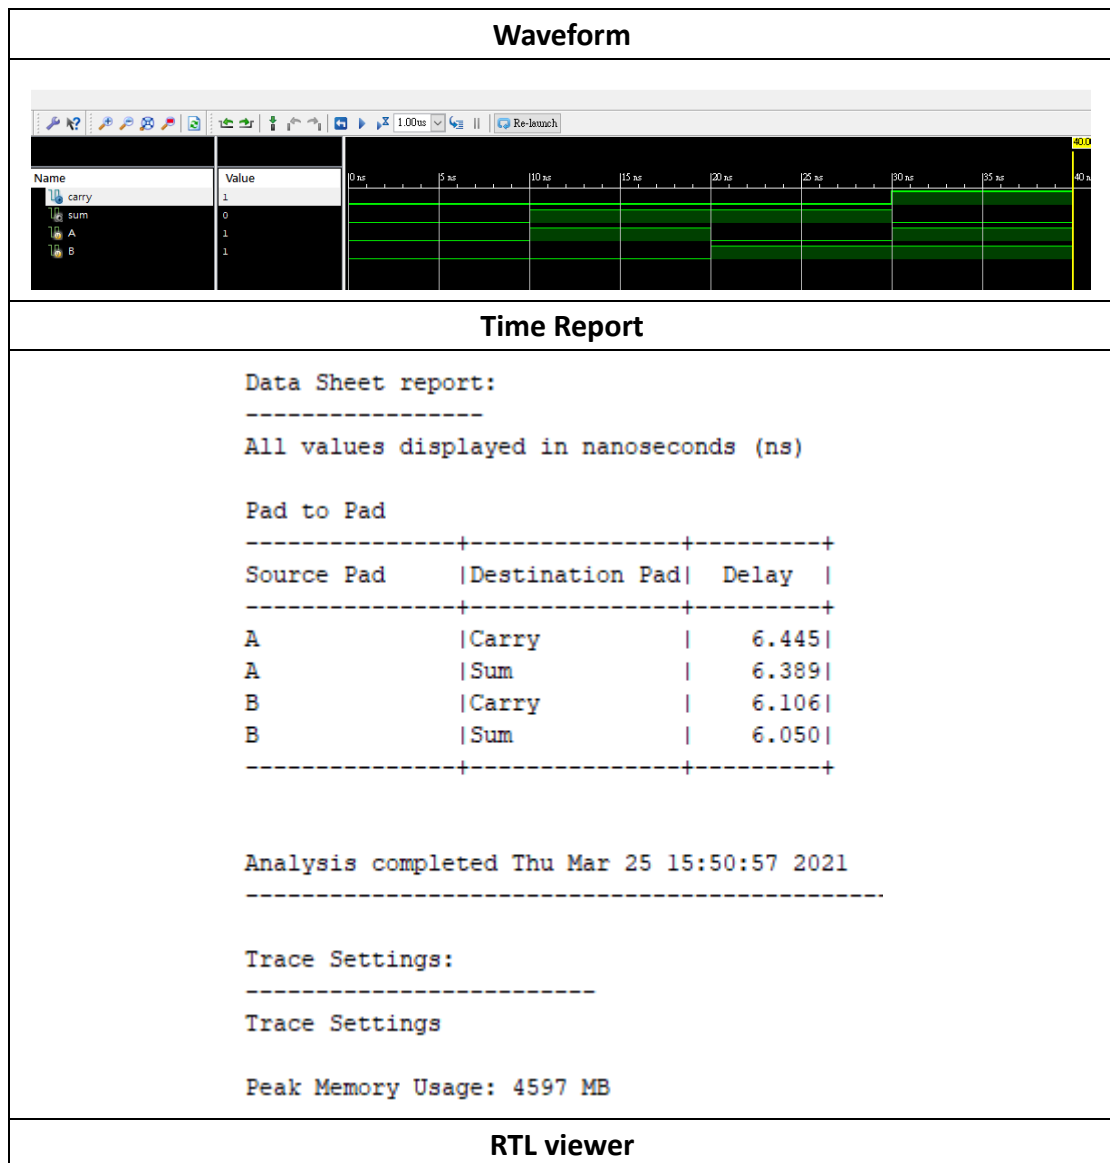 Waveform
1.00us
Re-launch
40.0
Name Value |0 ns |5 ns |10 ns |15 ns |20 ns |25 ns |30 ns |35 ns |40 n
carry 1
sum 0
A 1
B 1
Time Report
Data Sheet report:
-----------------
All values displayed in nanoseconds (ns)
Pad to Pad
---------------+---------------+---------+
Source Pad     |Destination Pad|  Delay  |
---------------+---------------+---------+
A              |Carry          |    6.445|
A              |Sum            |    6.389|
B              |Carry          |    6.106|
B              |Sum            |    6.050|
---------------+---------------+---------+
Analysis completed Thu Mar 25 15:50:57 2021
----------------------------------------------
Trace Settings:
-------------------------
Trace Settings
Peak Memory Usage: 4597 MB
RTL viewer